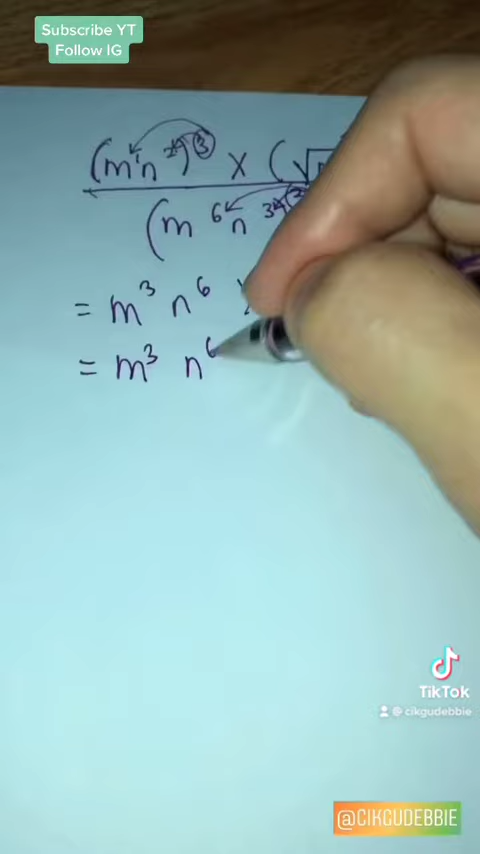 Subscribe YT
Follow IG
(m¹n²)³ × (√
(m⁶n³)
= m³ n⁶
= m³ n⁶
TikTok
@cikgudebbie
@CIKGUDEBBIE